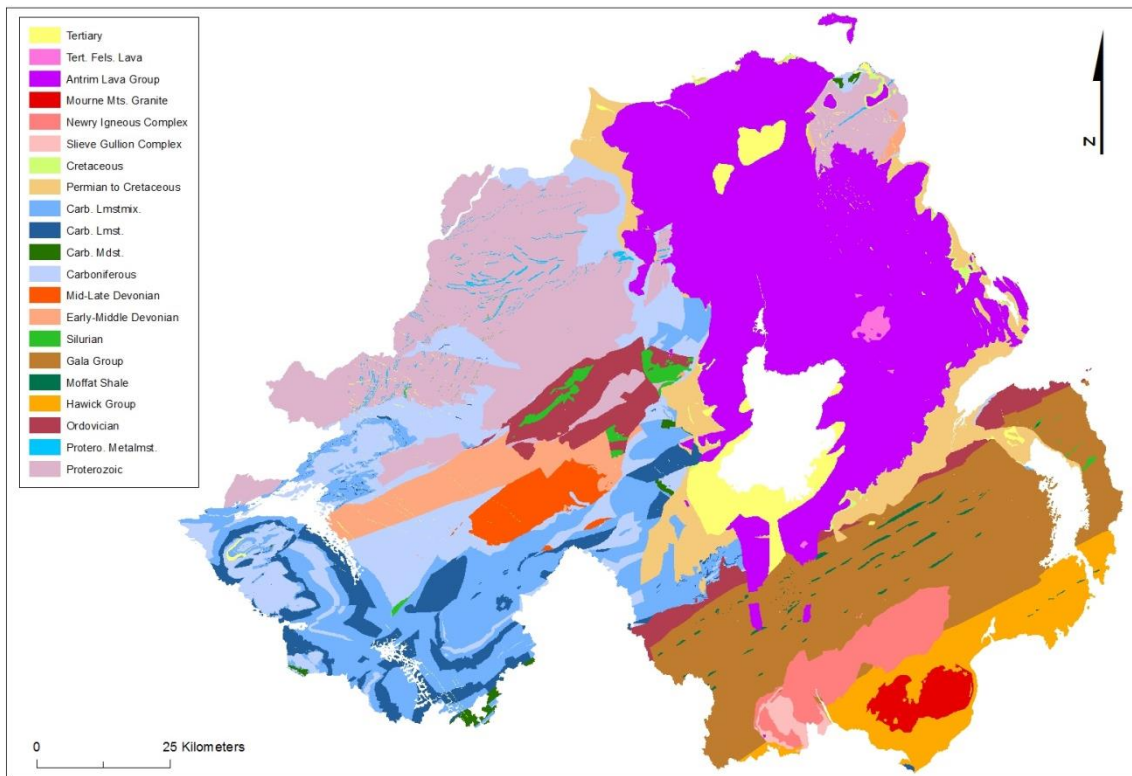 Tertiary
Tert. Fels. Lava
Antrim Lava Group
Mourne Mts. Granite
Newry Igneous Complex
Slieve Gullion Complex
Cretaceous
Permian to Cretaceous
Carb. Lmstmix.
Carb. Lmst.
Carb. Mdst.
Carboniferous
Mid-Late Devonian
Early-Middle Devonian
Silurian
Gala Group
Moffat Shale
Hawick Group
Ordovician
Protero. Metalmst.
Proterozoic
N
0 25 Kilometers